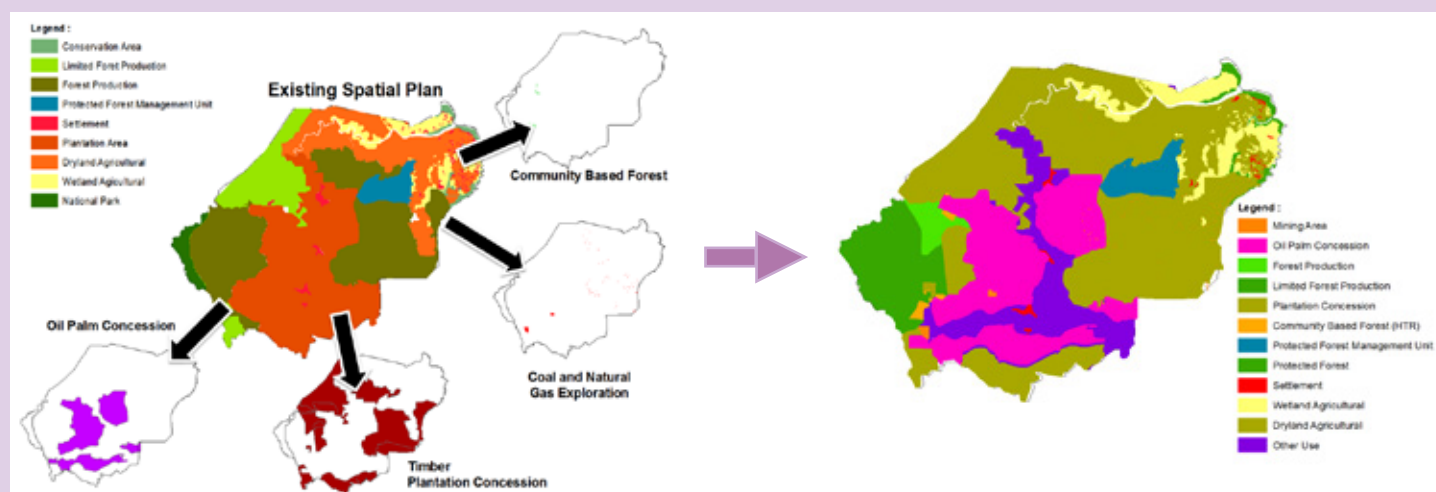 Legend :
Conservation Area
Limited Foret Production
Forest Production
Protected Forest Management Unit
Settlement
Plantation Area
Dryland Agricultural
Wetland Agicultural
National Park
Existing Spatial Plan
Community Based Forest
Oil Palm Concession
Coal and Natural
Gas Exploration
Timber
Plantation Concession
Legend :
Mining Area
Oil Palm Concession
Forest Production
Limited Forest Production
Plantation Concession
Community Based Forest (HTR)
Protected Forest Management Unit
Protected Forest
Settlement
Wetland Agricultural
Dryland Agricultural
Other Use